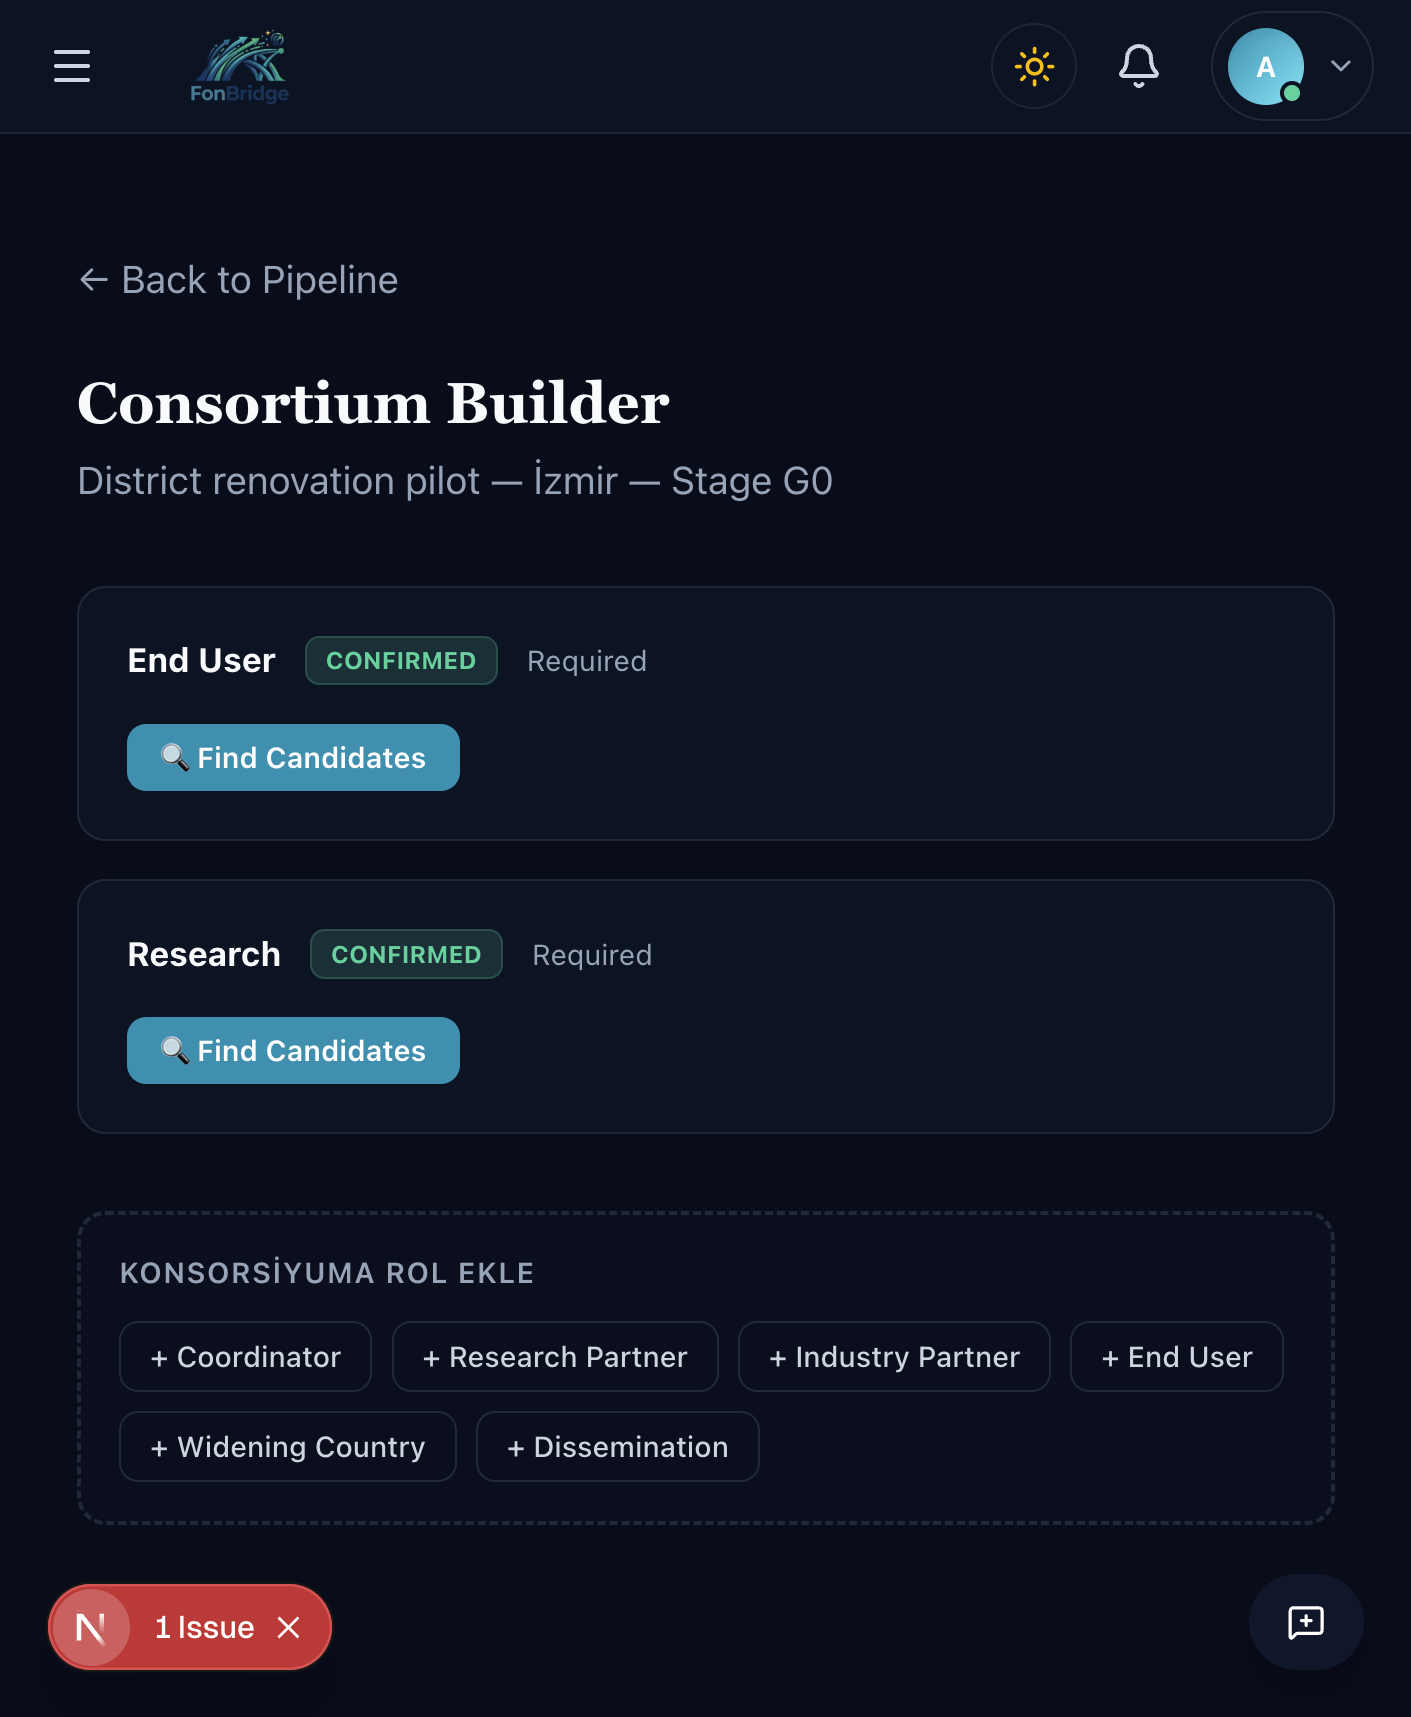 FonBridge
A
← Back to Pipeline
Consortium Builder
District renovation pilot — İzmir — Stage G0
End User CONFIRMED Required
🔍 Find Candidates
Research CONFIRMED Required
🔍 Find Candidates
KONSORSİYUMA ROL EKLE
+ Coordinator + Research Partner + Industry Partner + End User
+ Widening Country + Dissemination
N 1 Issue